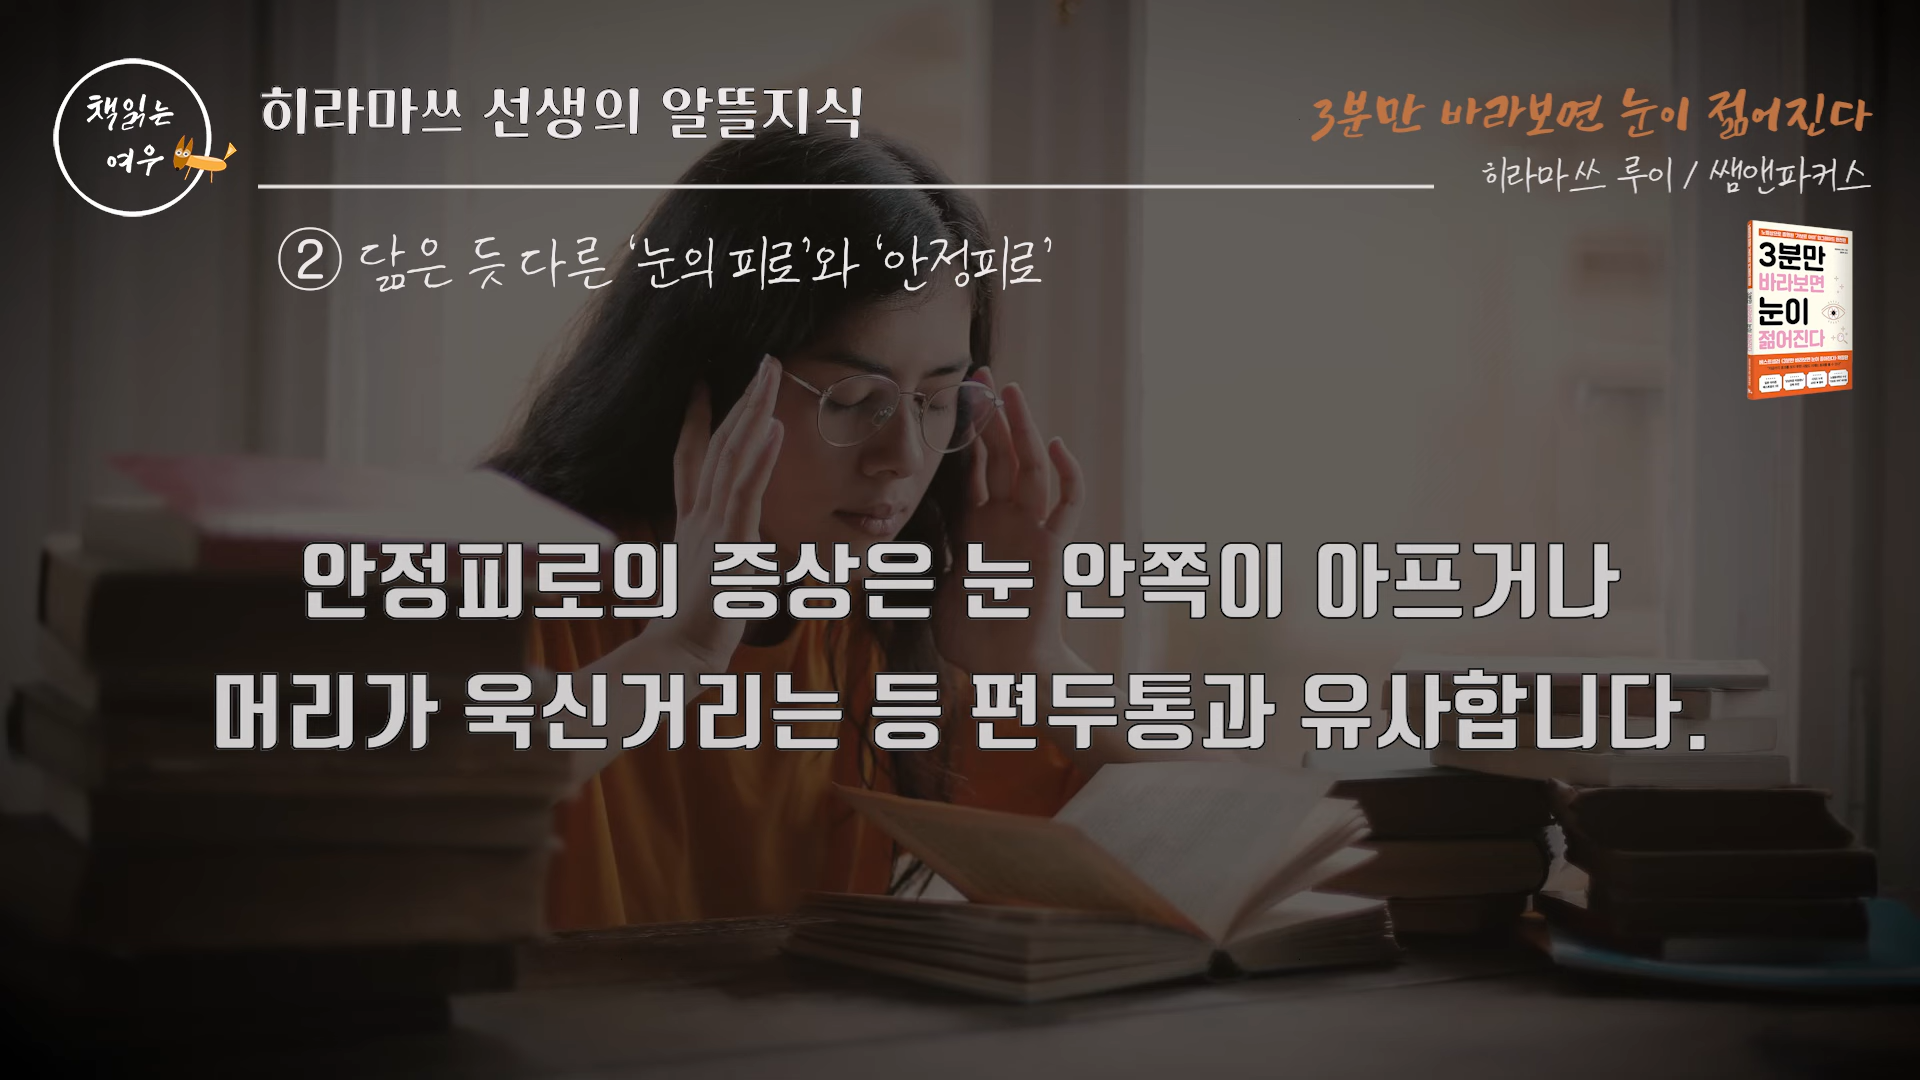 책읽는
여우
히라마쓰 선생의 알뜰지식
② 닮은 듯 다른 ‘눈의 피로’와 ‘안정피로’
3분만 바라보면 눈이 젊어진다
히라마쓰 루이 / 쌤앤파커스
3분만
바라보면
눈이
젊어진다
안정피로의 증상은 눈 안쪽이 아프거나
머리가 욱신거리는 등 편두통과 유사합니다.